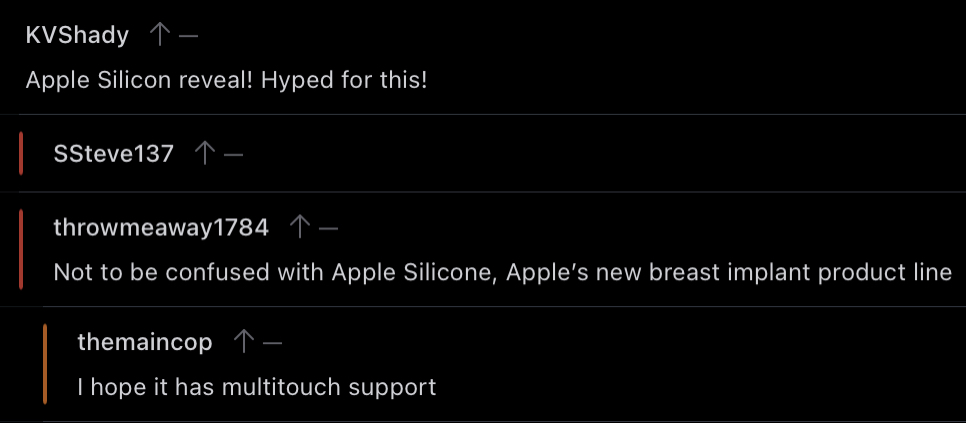 KVShady ↑ —
Apple Silicon reveal! Hyped for this!
SSteve137 ↑ —
throwmeaway1784 ↑ —
Not to be confused with Apple Silicone, Apple’s new breast implant product line
themaincop ↑ —
I hope it has multitouch support